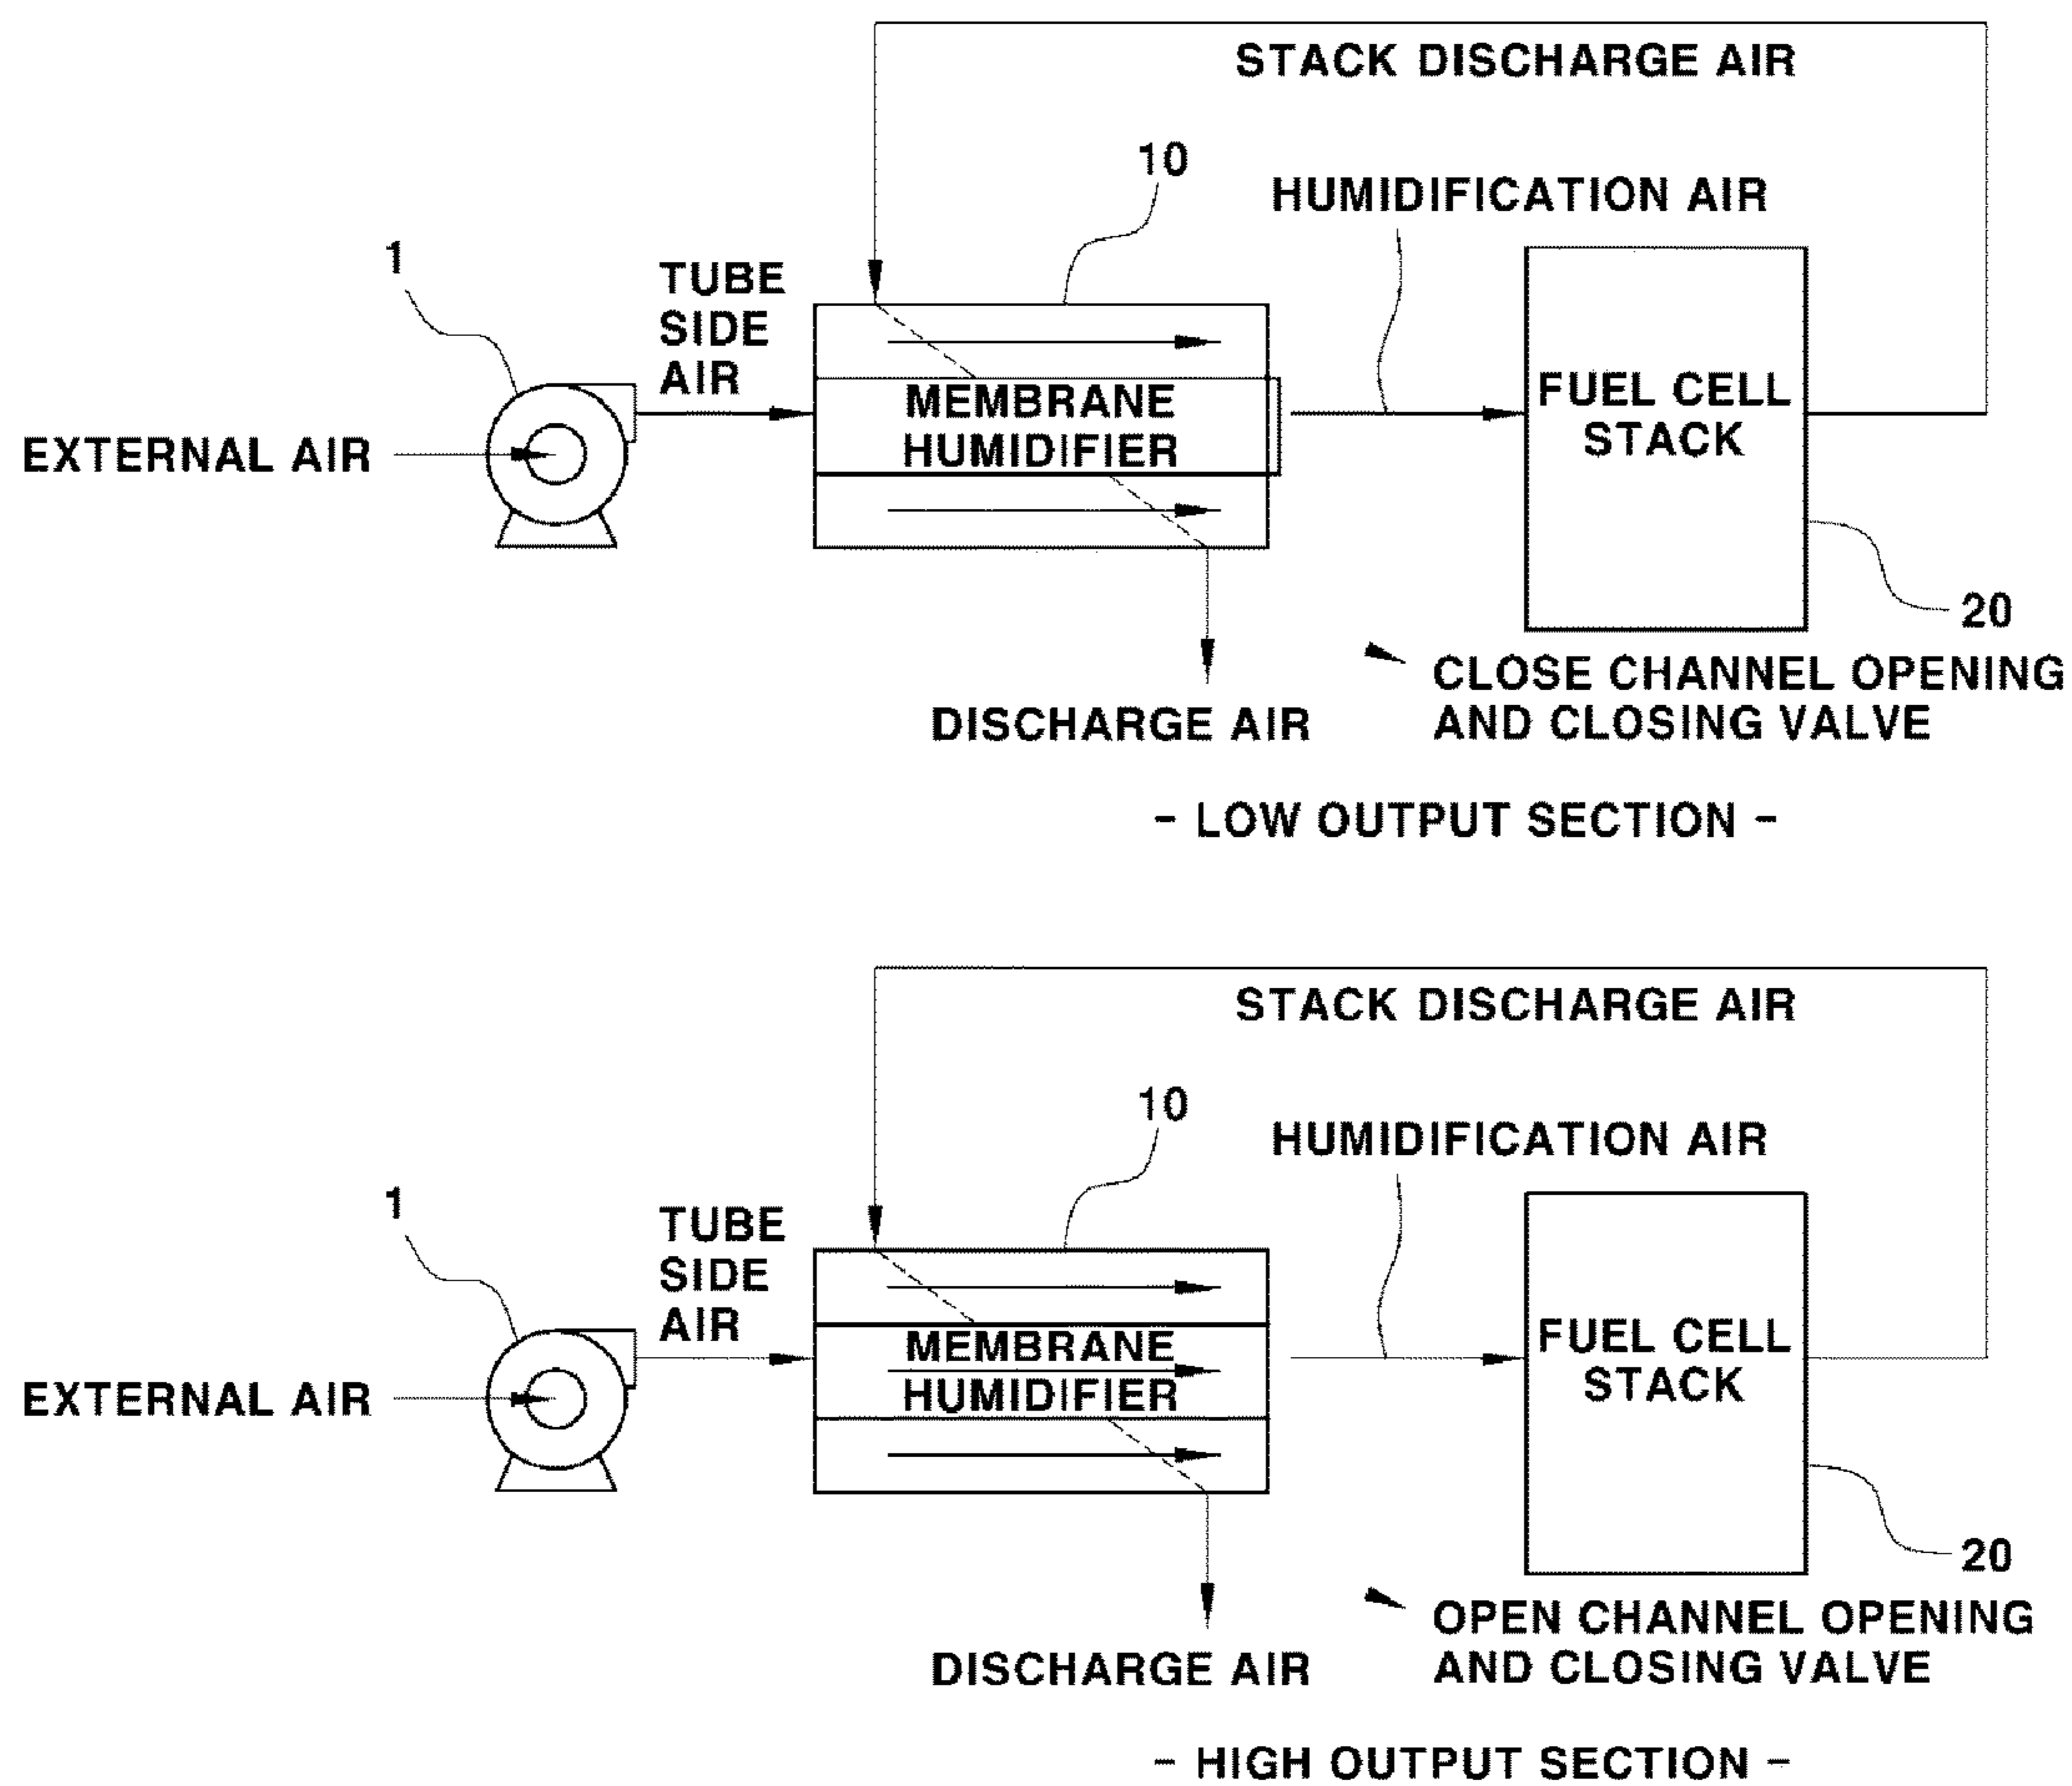 STACK DISCHARGE AIR
10
HUMIDIFICATION AIR
1
TUBE
SIDE
AIR
EXTERNAL AIR
MEMBRANE
HUMIDIFIER
FUEL CELL
STACK
20
DISCHARGE AIR
CLOSE CHANNEL OPENING
AND CLOSING VALVE
- LOW OUTPUT SECTION -
STACK DISCHARGE AIR
10
HUMIDIFICATION AIR
1
TUBE
SIDE
AIR
EXTERNAL AIR
MEMBRANE
HUMIDIFIER
FUEL CELL
STACK
20
DISCHARGE AIR
OPEN CHANNEL OPENING
AND CLOSING VALVE
- HIGH OUTPUT SECTION -